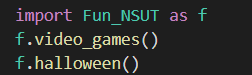 import Fun_NSUT as f
f.video_games()
f.halloween()